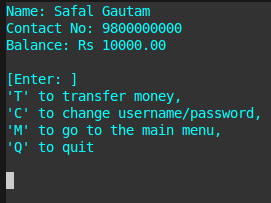 Name: Safal Gautam
Contact No: 9800000000
Balance: Rs 10000.00
[Enter: ]
'T' to transfer money,
'C' to change username/password,
'M' to go to the main menu,
'Q' to quit